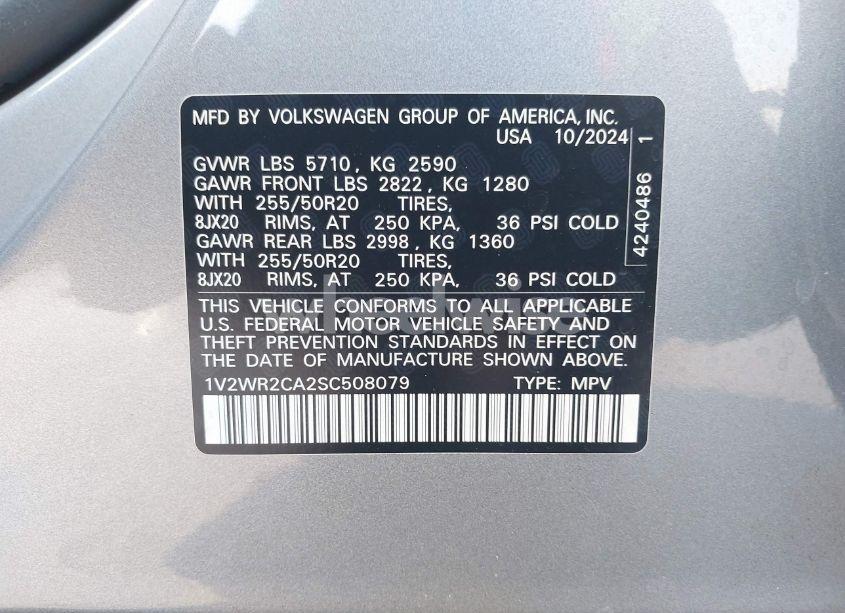 MFD BY VOLKSWAGEN GROUP OF AMERICA, INC.
USA 10/2024
GVWR LBS 5710, KG 2590
GAWR FRONT LBS 2822, KG 1280
WITH 255/50R20 TIRES,
8JX20 RIMS, AT 250 KPA, 36 PSI COLD
GAWR REAR LBS 2998, KG 1360
WITH 255/50R20 TIRES,
8JX20 RIMS, AT 250 KPA, 36 PSI COLD
THIS VEHICLE CONFORMS TO ALL APPLICABLE
U.S. FEDERAL MOTOR VEHICLE SAFETY AND
THEFT PREVENTION STANDARDS IN EFFECT ON
THE DATE OF MANUFACTURE SHOWN ABOVE.
1V2WR2CA2SC508079 TYPE: MPV
4240486 1